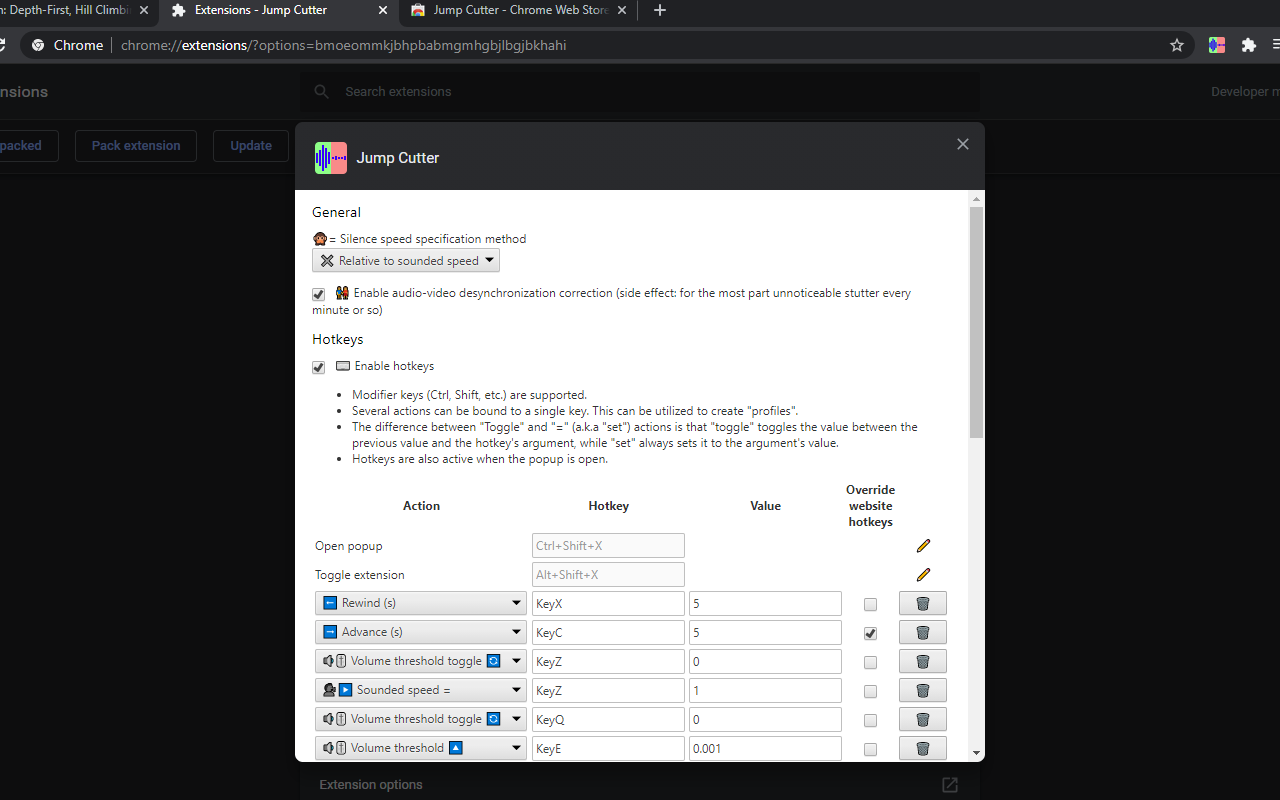 n: Depth-First, Hill Climbi
Extensions - Jump Cutter
Jump Cutter - Chrome Web Store
Chrome
chrome://extensions/?options=bmoeommkjbhpbabmgmhgbjlbgjbkhahi
nsions
Search extensions
Developer m
packed
Pack extension
Update
Jump Cutter
General
= Silence speed specification method
Relative to sounded speed
Enable audio-video desynchronization correction (side effect: for the most part unnoticeable stutter every
minute or so)
Hotkeys
Enable hotkeys
• Modifier keys (Ctrl, Shift, etc.) are supported.
• Several actions can be bound to a single key. This can be utilized to create "profiles".
• The difference between "Toggle" and "=" (a.k.a "set") actions is that "toggle" toggles the value between the
previous value and the hotkey's argument, while "set" always sets it to the argument's value.
• Hotkeys are also active when the popup is open.
Action Hotkey Value Override website hotkeys
Open popup Ctrl+Shift+X
Toggle extension Alt+Shift+X
Rewind (s) KeyX 5
Advance (s) KeyC 5
Volume threshold toggle KeyZ 0
Sounded speed = KeyZ 1
Volume threshold toggle KeyQ 0
Volume threshold KeyE 0.001
Extension options